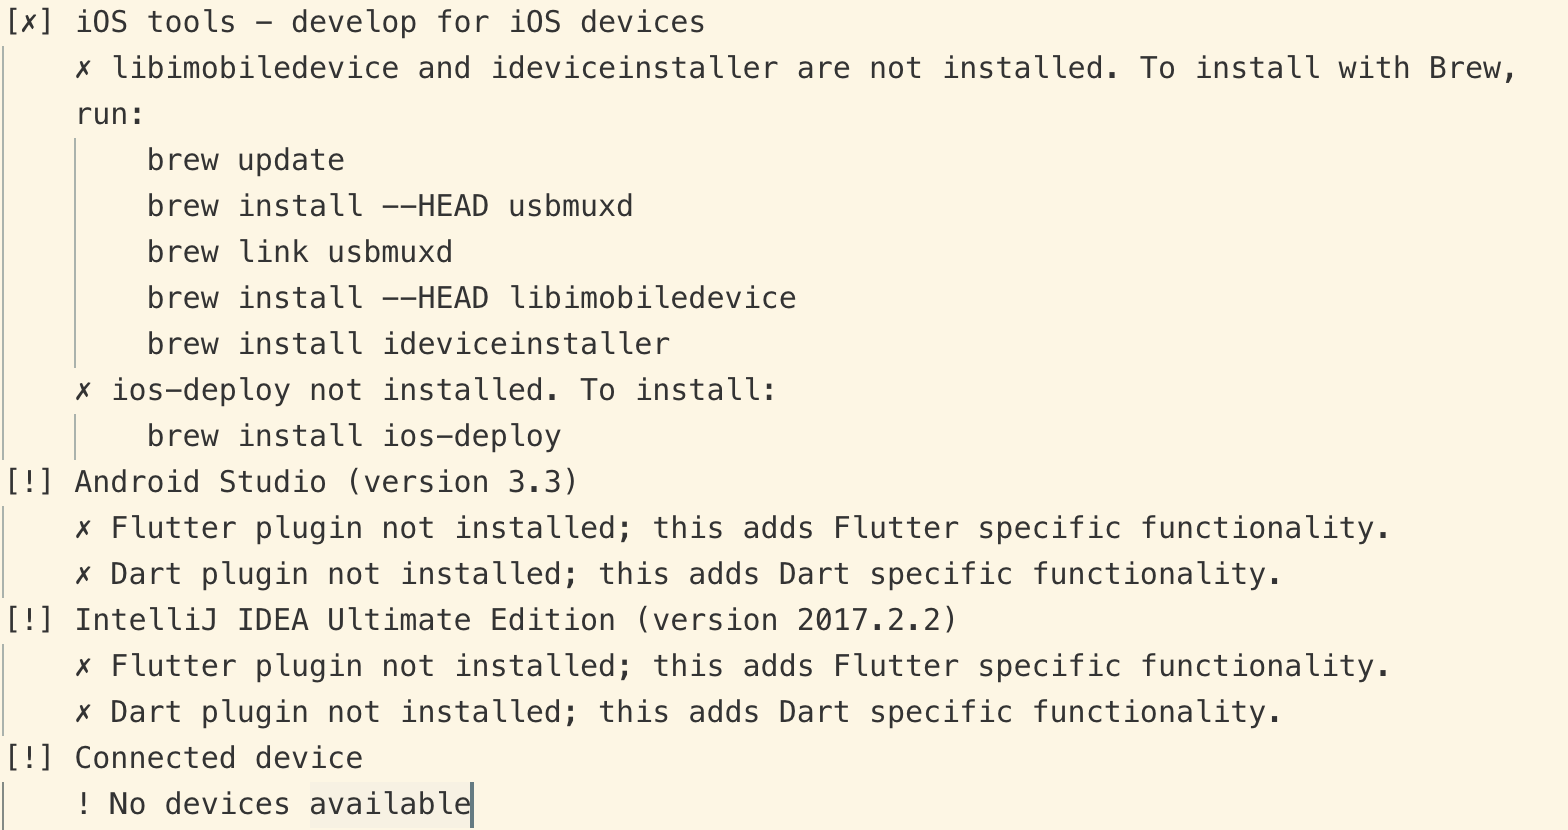 [✗] iOS tools - develop for iOS devices
✗ libimobiledevice and ideviceinstaller are not installed. To install with Brew,
run:
brew update
brew install --HEAD usbmuxd
brew link usbmuxd
brew install --HEAD libimobiledevice
brew install ideviceinstaller
✗ ios-deploy not installed. To install:
brew install ios-deploy
[!] Android Studio (version 3.3)
✗ Flutter plugin not installed; this adds Flutter specific functionality.
✗ Dart plugin not installed; this adds Dart specific functionality.
[!] IntelliJ IDEA Ultimate Edition (version 2017.2.2)
✗ Flutter plugin not installed; this adds Flutter specific functionality.
✗ Dart plugin not installed; this adds Dart specific functionality.
[!] Connected device
! No devices available